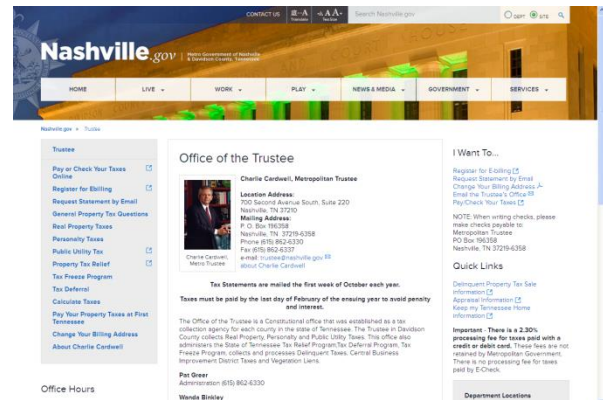 CONTACT US
Translate
Text Size
Search Nashville.gov
DEPT SITE
Nashville.gov
Metro Government of Nashville
& Davidson County, Tennessee
HOME LIVE WORK PLAY NEWS & MEDIA GOVERNMENT SERVICES
Nashville.gov > Trustee
Trustee
Pay or Check Your Taxes
Online
Register for Ebilling
Request Statement by Email
General Property Tax Questions
Real Property Taxes
Personalty Taxes
Public Utility Tax
Property Tax Relief
Tax Freeze Program
Tax Deferral
Calculate Taxes
Pay Your Property Taxes at First
Tennessee
Change Your Billing Address
About Charlie Cardwell
Office Hours
Office of the Trustee
Charlie Cardwell,
Metro Trustee
Charlie Cardwell, Metropolitan Trustee
Location Address:
700 Second Avenue South, Suite 220
Nashville, TN 37210
Mailing Address:
P. O. Box 196358
Nashville, TN 37219-6358
Phone (615) 862-6330
Fax (615) 862-6337
e-mail: trustee@nashville.gov
about Charlie Cardwell
Tax Statements are mailed the first week of October each year.
Taxes must be paid by the last day of February of the ensuing year to avoid penalty
and interest.
The Office of the Trustee is a Constitutional office that was established as a tax
collection agency for each county in the state of Tennessee. The Trustee in Davidson
County collects Real Property, Personalty and Public Utility Taxes. This office also
administers the State of Tennessee Tax Relief Program,Tax Deferral Program, Tax
Freeze Program, collects and processes Delinquent Taxes, Central Business
Improvement District Taxes and Vegetation Liens.
Pat Greer
Administration (615) 862-6330
Wanda Binkley
I Want To...
Register for E-billing
Request Statement by Email
Change Your Billing Address
Email the Trustee's Office
Pay/Check Your Taxes
NOTE: When writing checks, please
make checks payable to:
Metropolitan Trustee
PO Box 196358
Nashville, TN 37219-6358
Quick Links
Delinquent Property Tax Sale
Information
Appraisal Information
Keep my Tennessee Home
information
Important - There is a 2.30%
processing fee for taxes paid with a
credit or debit card. These fees are not
retained by Metropolitan Government.
There is no processing fee for taxes
paid by E-Check.
Department Locations